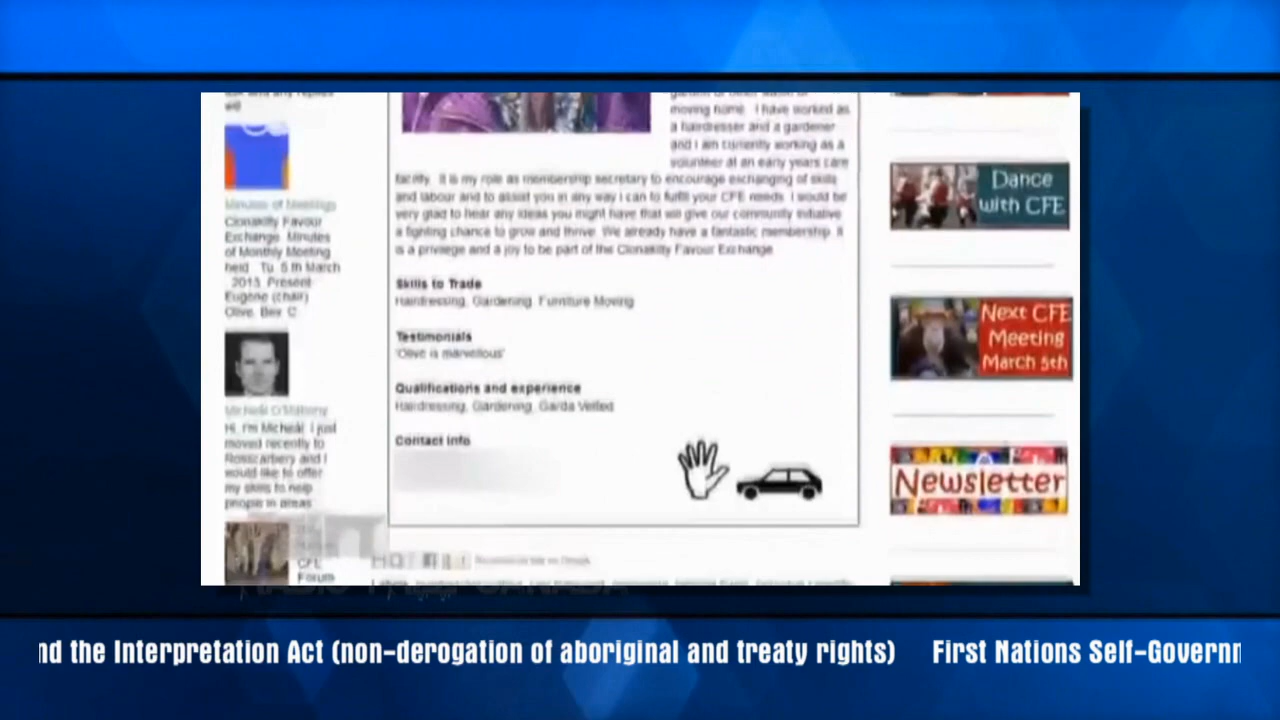 moving home. I have worked as
a hairdresser and a gardener
and I am currently working as a
volunteer at an early years care
facility. It is my role as membership secretary to encourage exchanging of skills
and labour and to assist you in any way I can to fulfill your CFE needs. I would be
very glad to hear any ideas you might have that will give our community initiative
a fighting chance to grow and thrive. We already have a fantastic membership. It
is a privilege and a joy to be part of the Clonakilty Favour Exchange.
Skills to Trade
Hairdressing, Gardening, Furniture Moving
Testimonials
'Olive is marvellous'
Qualifications and experience
Hairdressing, Gardening, Garda Vetted
Contact Info
Minutes of Meetings
Clonakilty Favour
Exchange Minutes
of Monthly Meeting
held Tu 5th March
2013. Present
Eugene (chair)
Olive, Bev, C
Micheál O'Mahony
Hi, I'm Micheál. I just
moved recently to
Rosscarbery and I
would like to offer
my skills to help
people in areas
CFE
Forum
Dance
with CFE
Next CFE
Meeting
March 5th
Newsletter
nd the Interpretation Act (non-derogation of aboriginal and treaty rights) First Nations Self-Govern